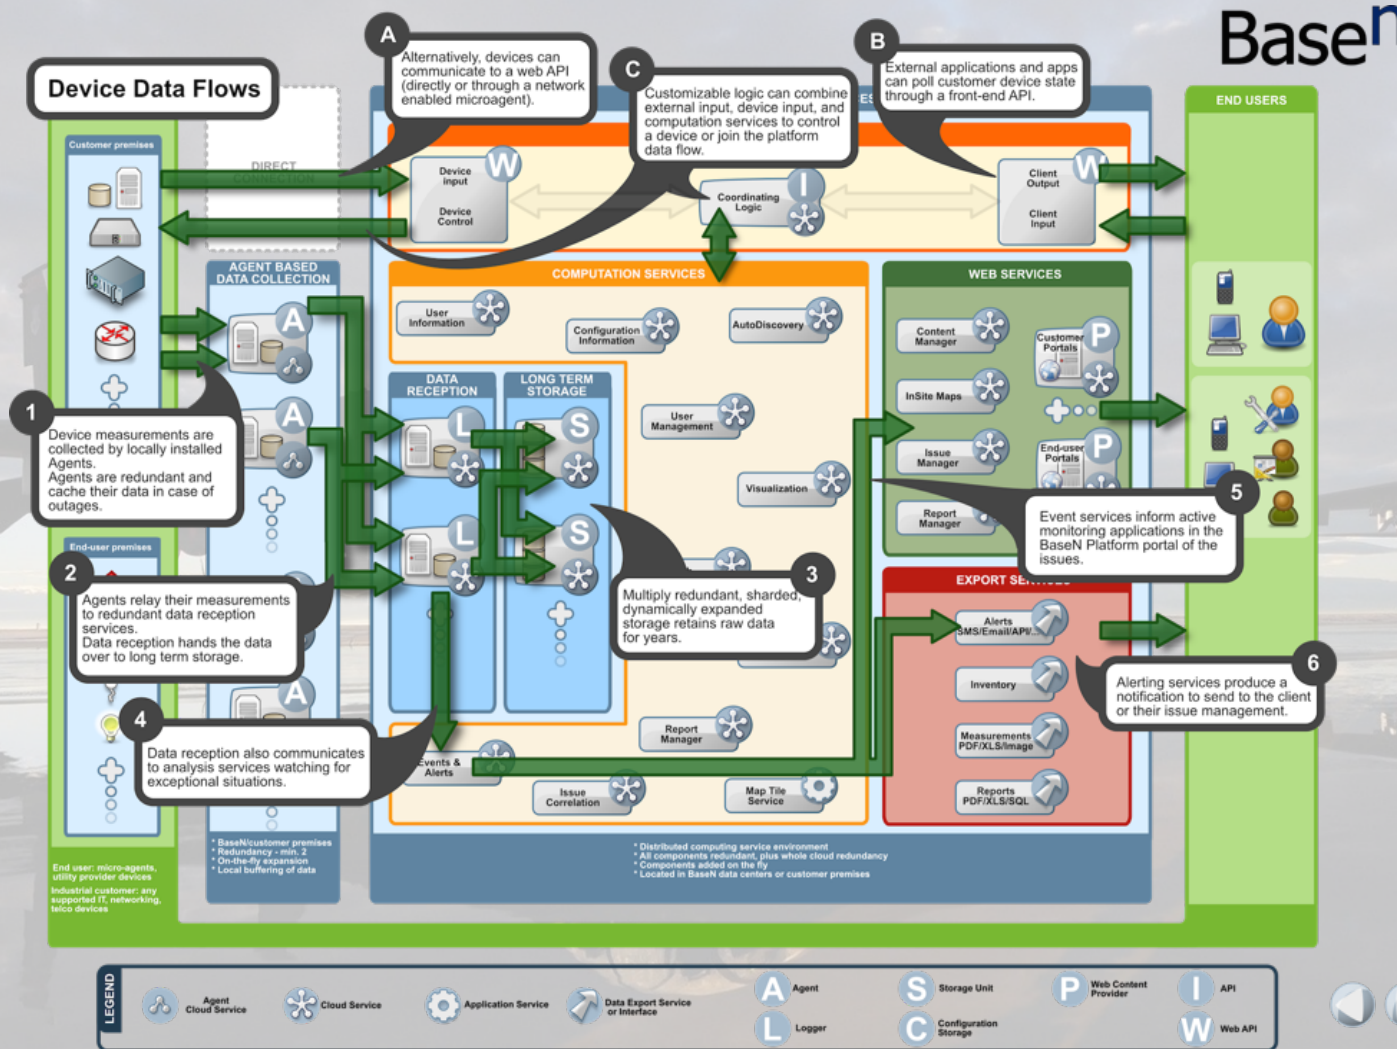 Base
Device Data Flows
A
Alternatively, devices can
communicate to a web API
(directly or through a network
enabled microagent).
B
External applications and apps
can poll customer device state
through a front-end API.
C
Customizable logic can combine
external input, device input, and
computation services to control
a device or join the platform
data flow.
END USERS
Customer premises
DIRECT
CONNECTION
Device
input
W
Device
Control
Coordinating
Logic
I
Client
Output
W
Client
Input
AGENT BASED
DATA COLLECTION
A
A
A
COMPUTATION SERVICES
User
Information
Configuration
Information
AutoDiscovery
DATA
RECEPTION
L
L
LONG TERM
STORAGE
S
S
User
Management
Visualization
Report
Manager
Events &
Alerts
Issue
Correlation
Map Tile
Service
WEB SERVICES
Content
Manager
Customer
Portals
P
InSite Maps
Issue
Manager
End-user
Portals
P
Report
Manager
EXPORT SERVICES
Alerts
SMS/Email/API/...
Inventory
Measurements
PDF/XLS/Image
Reports
PDF/XLS/SQL
1
Device measurements are
collected by locally installed
Agents.
Agents are redundant and
cache their data in case of
outages.
End-user premises
2
Agents relay their measurements
to redundant data reception
services.
Data reception hands the data
over to long term storage.
3
Multiply redundant, sharded,
dynamically expanded
storage retains raw data
for years.
4
Data reception also communicates
to analysis services watching for
exceptional situations.
5
Event services inform active
monitoring applications in the
BaseN Platform portal of the
issues.
6
Alerting services produce a
notification to send to the client
or their issue management.
End user: micro-agents,
utility provider devices
Industrial customer: any
supported IT, networking,
telco devices
* BaseN/customer premises
* Redundancy - min. 2
* On-the-fly expansion
* Local buffering of data
* Distributed computing service environment
* All components redundant, plus whole cloud redundancy
* Components added on the fly
* Located in BaseN data centers or customer premises
LEGEND
Agent
Cloud Service
Cloud Service
Application Service
Data Export Service
or Interface
A Agent
L Logger
S Storage Unit
C Configuration
Storage
P Web Content
Provider
I API
W Web API